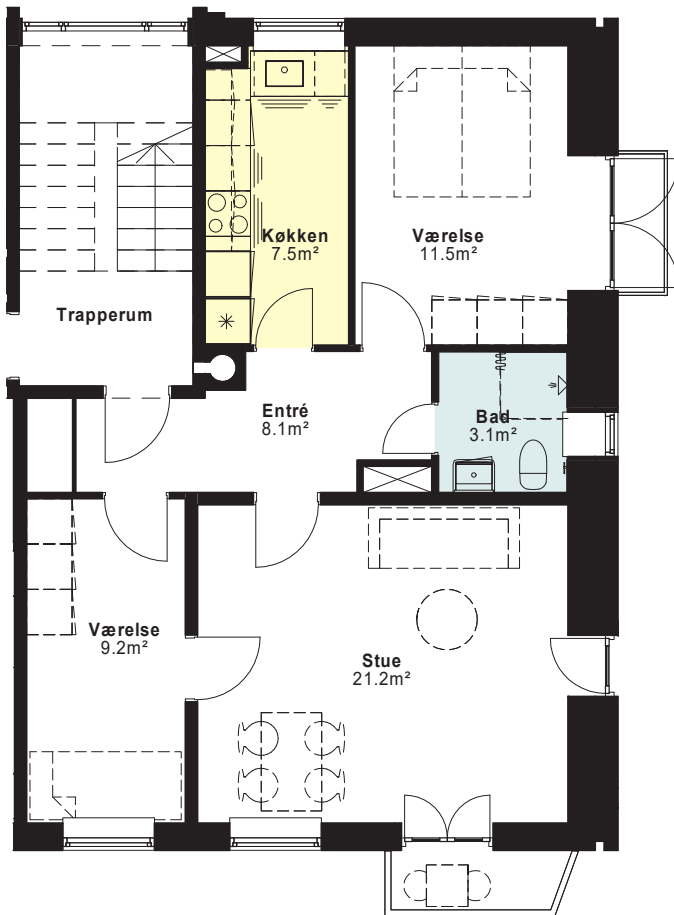 Køkken
7.5m²
Værelse
11.5m²
Trapperum
Entré
8.1m²
Bad
3.1m²
Værelse
9.2m²
Stue
21.2m²